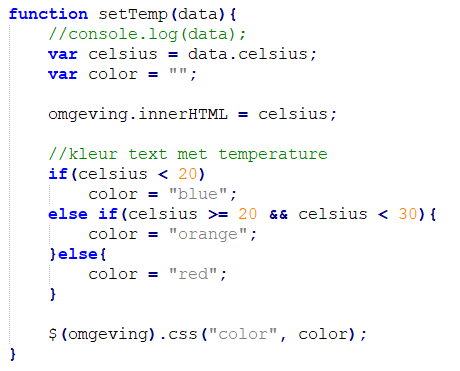 function setTemp(data){
//console.log(data);
var celsius = data.celsius;
var color = "";
omgeving.innerHTML = celsius;
//kleur text met temperature
if(celsius < 20)
color = "blue";
else if(celsius >= 20 && celsius < 30){
color = "orange";
}else{
color = "red";
}
$(omgeving).css("color", color);
}